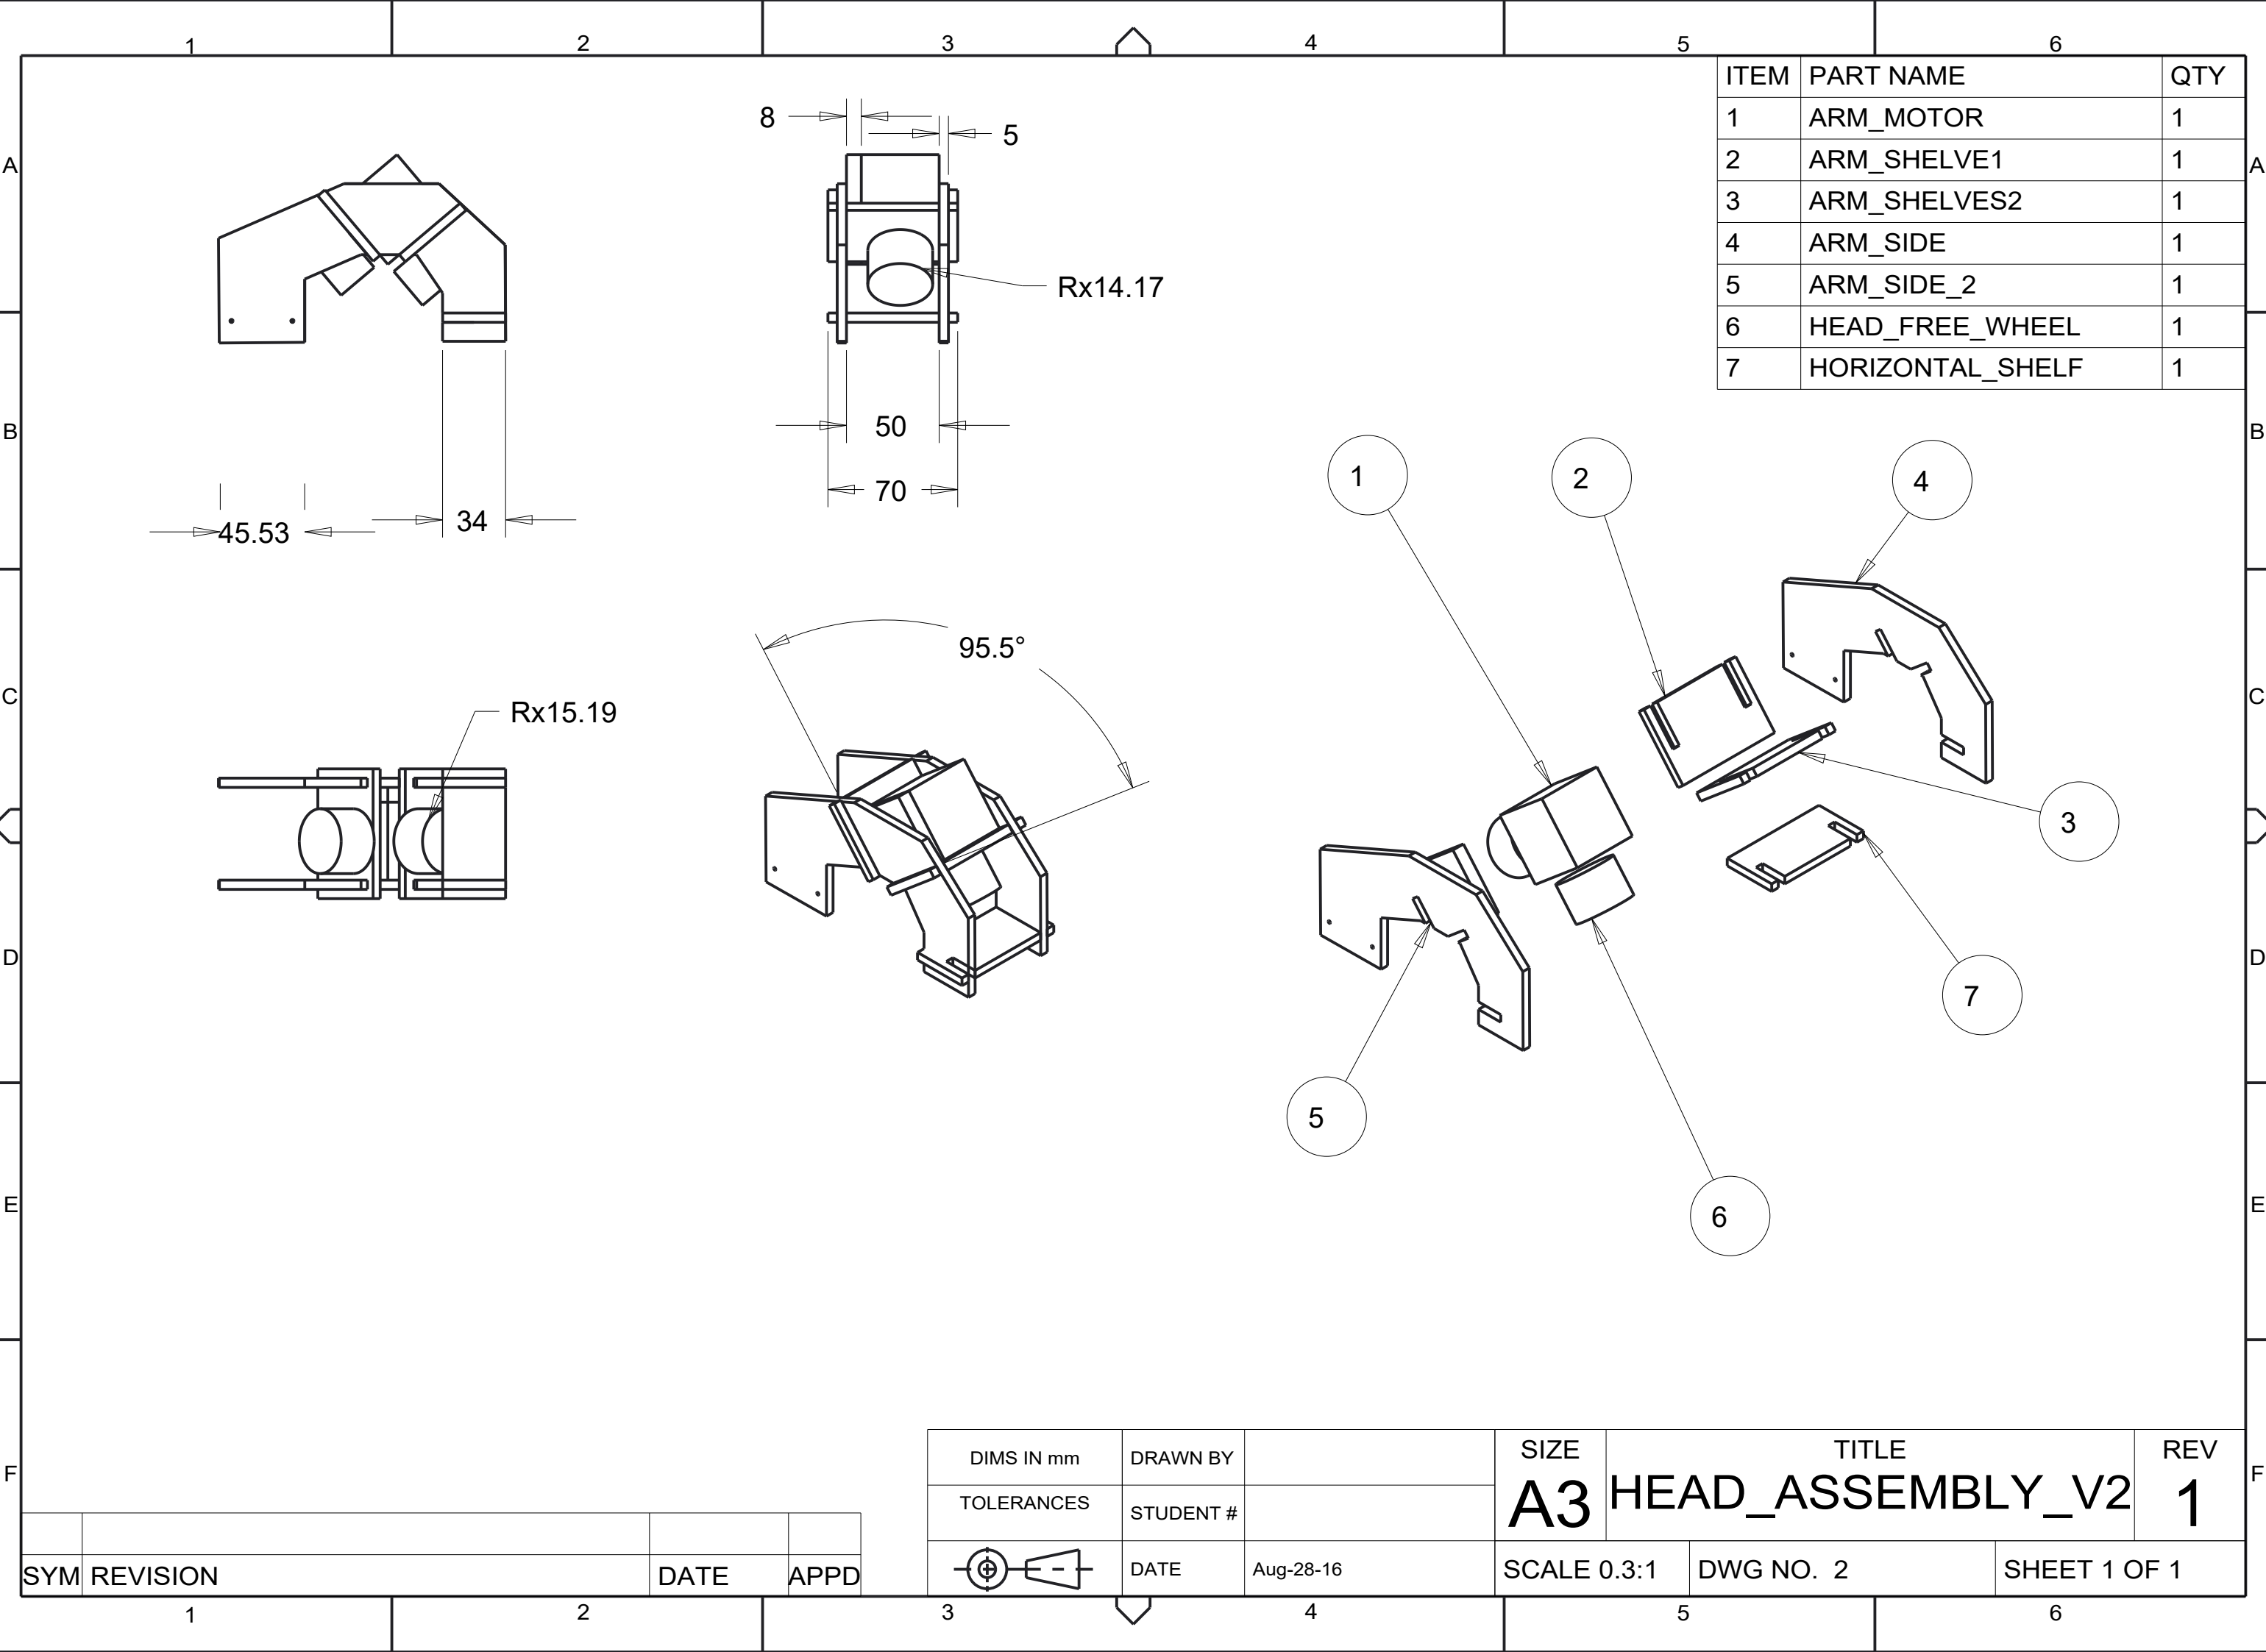 1 2 3 4 5 6
ITEM PART NAME QTY
1 ARM_MOTOR 1
2 ARM_SHELVE1 1
3 ARM_SHELVES2 1
4 ARM_SIDE 1
5 ARM_SIDE_2 1
6 HEAD_FREE_WHEEL 1
7 HORIZONTAL_SHELF 1
A A
8
5
Rx14.17
B B
50
70
45.53
34
1
2
4
95.5°
C C
Rx15.19
3
D D
7
5
6
E E
F F
DIMS IN mm
DRAWN BY
TOLERANCES
STUDENT #
DATE Aug-28-16
SIZE
A3
TITLE
HEAD_ASSEMBLY_V2
REV
1
SCALE 0.3:1
DWG NO. 2
SHEET 1 OF 1
SYM REVISION DATE APPD
1 2 3 4 5 6